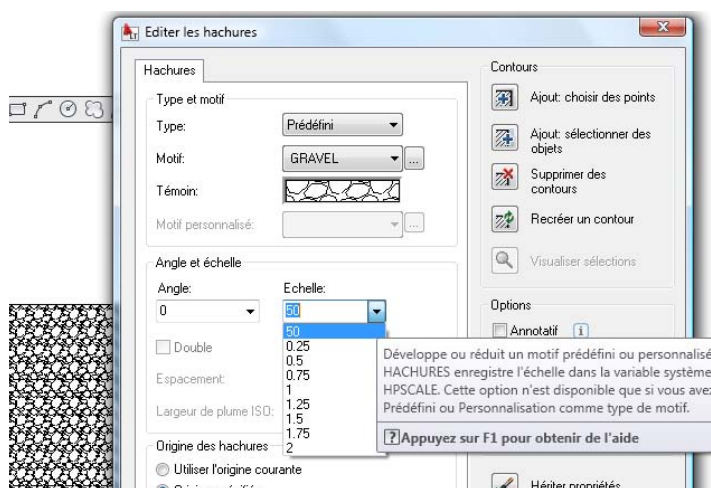 Editer les hachures
Hachures
Type et motif
Type:
Prédéfini
Motif:
GRAVEL
...
Témoin:
Motif personnalisé:
...
Angle et échelle
Angle:
Echelle:
0
50
50
0.25
0.5
0.75
1
1.25
1.5
1.75
2
Double
Espacement:
Largeur de plume ISO:
Origine des hachures
Utiliser l'origine courante
Contours
Ajout: choisir des points
Ajout: sélectionner des
objets
Supprimer des
contours
Recréer un contour
Visualiser sélections
Options
Annotatif
Développe ou réduit un motif prédéfini ou personnalisé
HACHURES enregistre l'échelle dans la variable système
HPSCALE. Cette option n'est disponible que si vous avez
Prédéfini ou Personnalisation comme type de motif.
Appuyez sur F1 pour obtenir de l'aide
Hériter propriétés